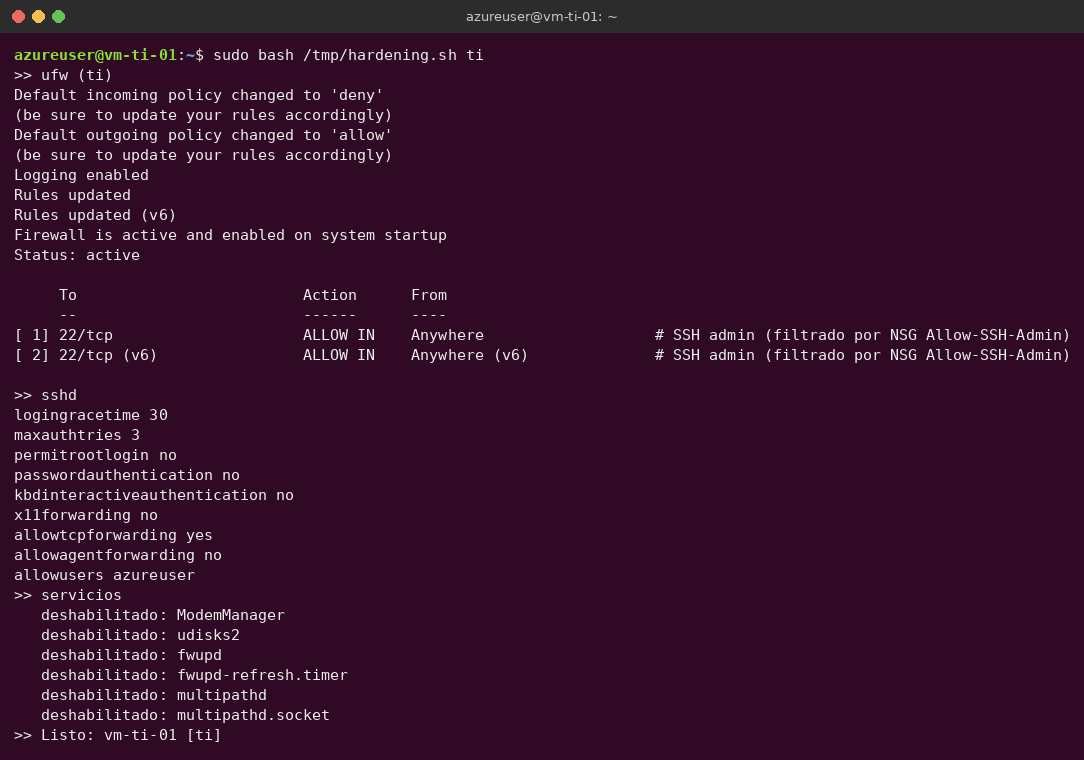 azureuser@vm-ti-01: ~
azureuser@vm-ti-01:~$ sudo bash /tmp/hardening.sh ti
>> ufw (ti)
Default incoming policy changed to 'deny'
(be sure to update your rules accordingly)
Default outgoing policy changed to 'allow'
(be sure to update your rules accordingly)
Logging enabled
Rules updated
Rules updated (v6)
Firewall is active and enabled on system startup
Status: active
     To                         Action      From
     --                         ------      ----
[ 1] 22/tcp                     ALLOW IN    Anywhere                   # SSH admin (filtrado por NSG Allow-SSH-Admin)
[ 2] 22/tcp (v6)                ALLOW IN    Anywhere (v6)              # SSH admin (filtrado por NSG Allow-SSH-Admin)
>> sshd
logingracetime 30
maxauthtries 3
permitrootlogin no
passwordauthentication no
kbdinteractiveauthentication no
x11forwarding no
allowtcpforwarding yes
allowagentforwarding no
allowusers azureuser
>> servicios
   deshabilitado: ModemManager
   deshabilitado: udisks2
   deshabilitado: fwupd
   deshabilitado: fwupd-refresh.timer
   deshabilitado: multipathd
   deshabilitado: multipathd.socket
>> Listo: vm-ti-01 [ti]